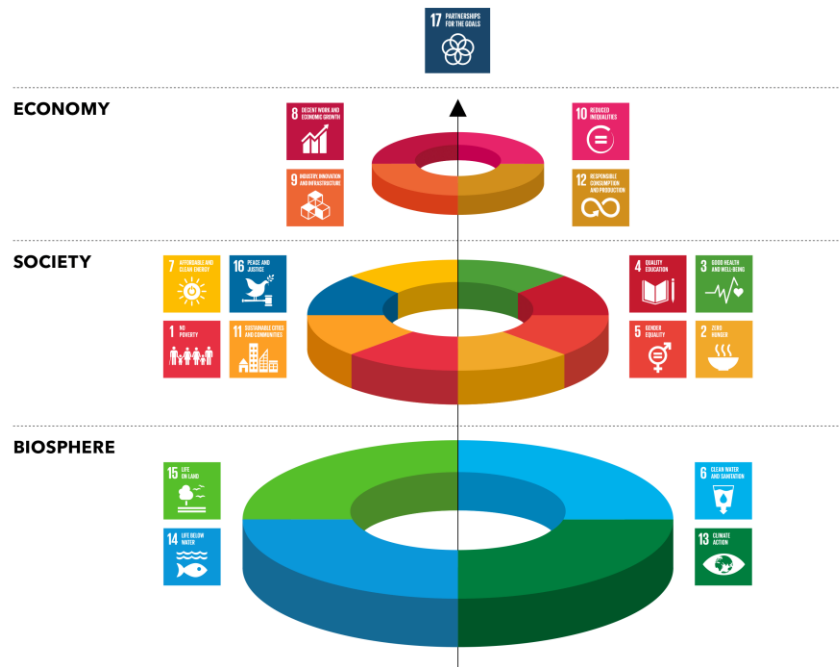 17 PARTNERSHIPS
FOR THE GOALS
ECONOMY
8 DECENT WORK AND
ECONOMIC GROWTH
10 REDUCED
INEQUALITIES
9 INDUSTRY, INNOVATION
AND INFRASTRUCTURE
12 RESPONSIBLE
CONSUMPTION
AND PRODUCTION
SOCIETY
7 AFFORDABLE AND
CLEAN ENERGY
16 PEACE AND
JUSTICE
4 QUALITY
EDUCATION
3 GOOD HEALTH
AND WELL-BEING
1 NO
POVERTY
11 SUSTAINABLE CITIES
AND COMMUNITIES
5 GENDER
EQUALITY
2 ZERO
HUNGER
BIOSPHERE
15 LIFE
ON LAND
6 CLEAN WATER
AND SANITATION
14 LIFE BELOW
WATER
13 CLIMATE
ACTION